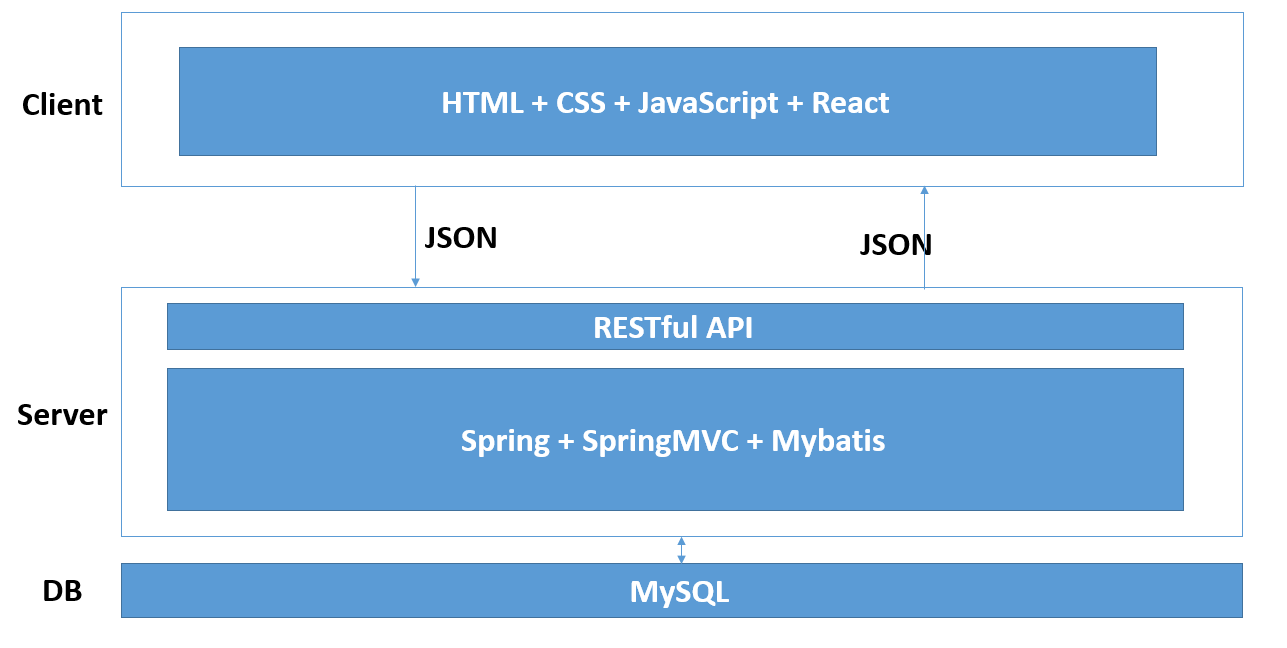 Client
HTML + CSS + JavaScript + React
JSON
JSON
RESTful API
Server
Spring + SpringMVC + Mybatis
DB
MySQL